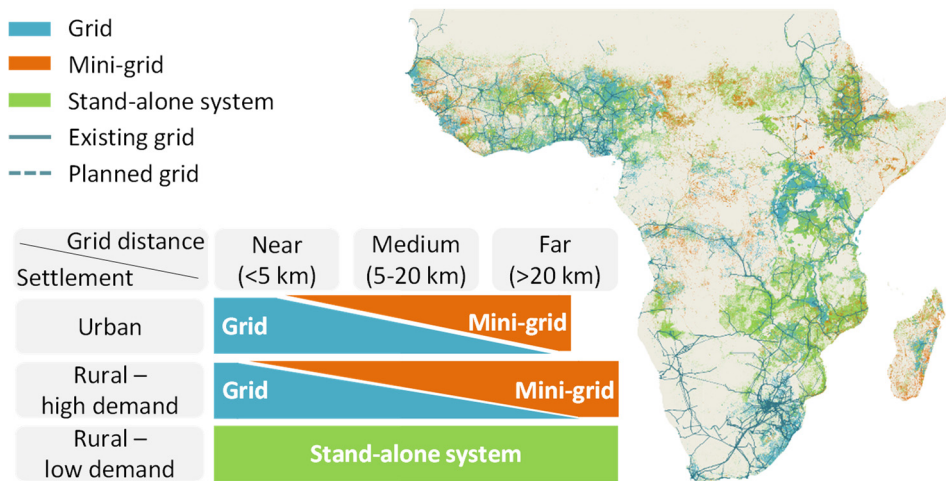 Grid
Mini-grid
Stand-alone system
Existing grid
Planned grid
Grid distance
Settlement
Near
(<5 km)
Medium
(5-20 km)
Far
(>20 km)
Urban
Grid
Mini-grid
Rural –
high demand
Grid
Mini-grid
Rural –
low demand
Stand-alone system